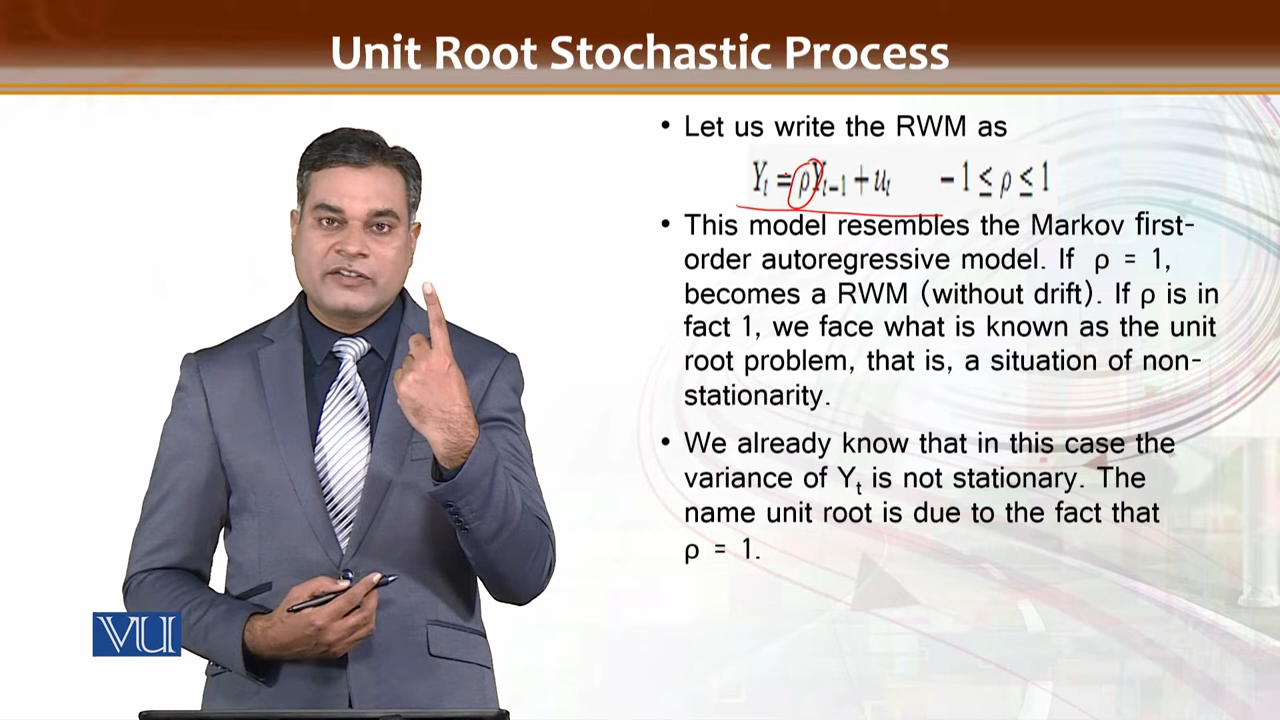 Unit Root Stochastic Process
• Let us write the RWM as
Yₜ = ρYₜ₋₁ + uₜ   −1 ≤ ρ ≤ 1
• This model resembles the Markov first-
order autoregressive model. If ρ = 1,
becomes a RWM (without drift). If ρ is in
fact 1, we face what is known as the unit
root problem, that is, a situation of non-
stationarity.
• We already know that in this case the
variance of Yₜ is not stationary. The
name unit root is due to the fact that
ρ = 1.
VU